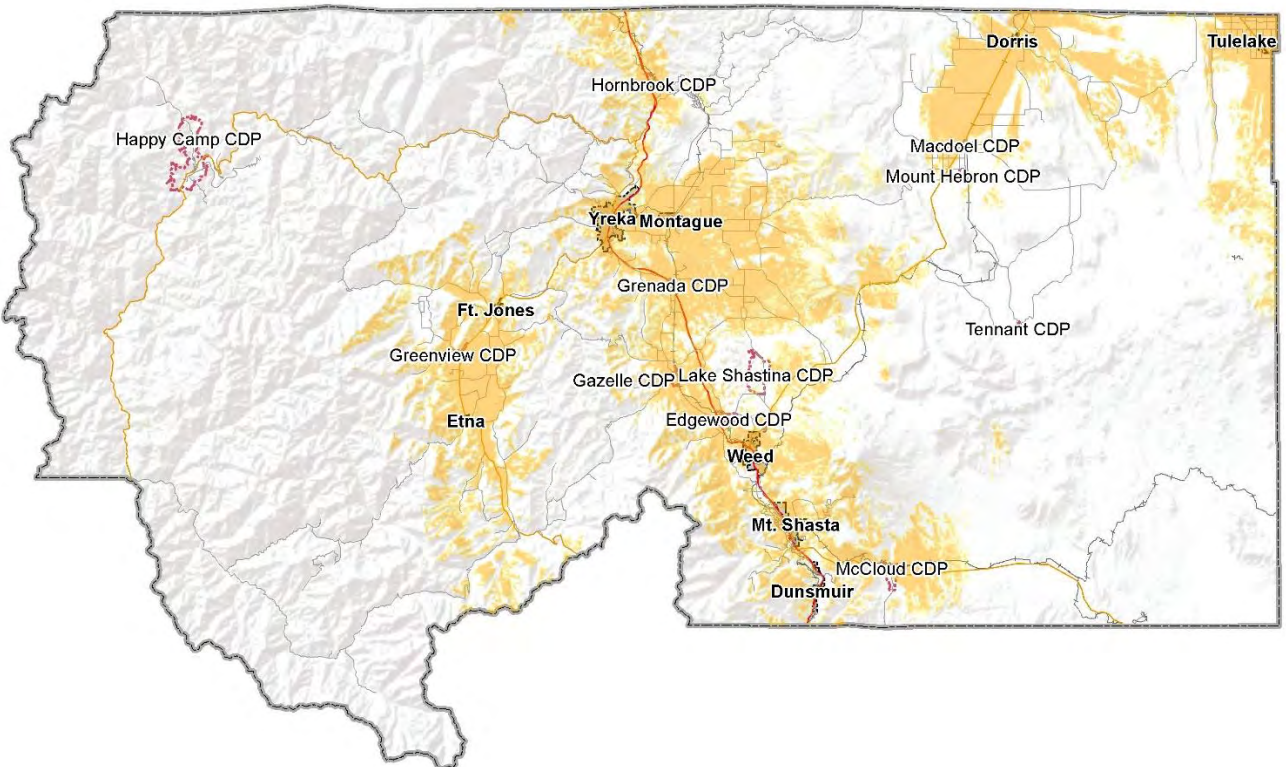 Dorris
Tulelake
Hornbrook CDP
Happy Camp CDP
Macdoel CDP
Mount Hebron CDP
Yreka
Montague
Grenada CDP
Ft. Jones
Tennant CDP
Greenview CDP
Gazelle CDP
Lake Shastina CDP
Etna
Edgewood CDP
Weed
Mt. Shasta
McCloud CDP
Dunsmuir